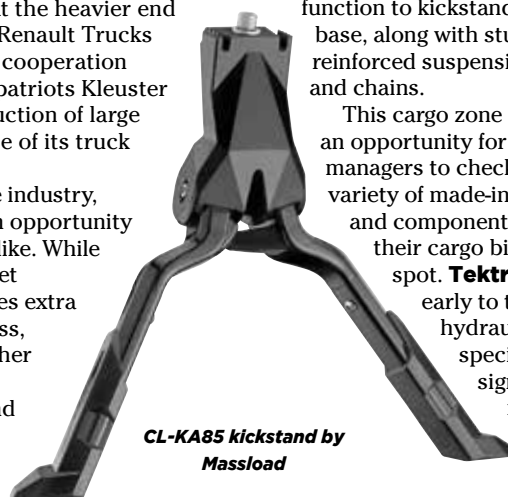 t the heavier end
Renault Trucks
cooperation
patriots Kleuster
uction of large
e of its truck
industry,
opportunity
like. While
et
es extra
ss,
her
nd
function to kickstand
base, along with stu
reinforced suspensi
and chains.
This cargo zone
an opportunity for
managers to check
variety of made-in
and component
their cargo bi
spot. Tektr
early to t
hydrau
speci
sign
CL-KA85 kickstand by
Massload